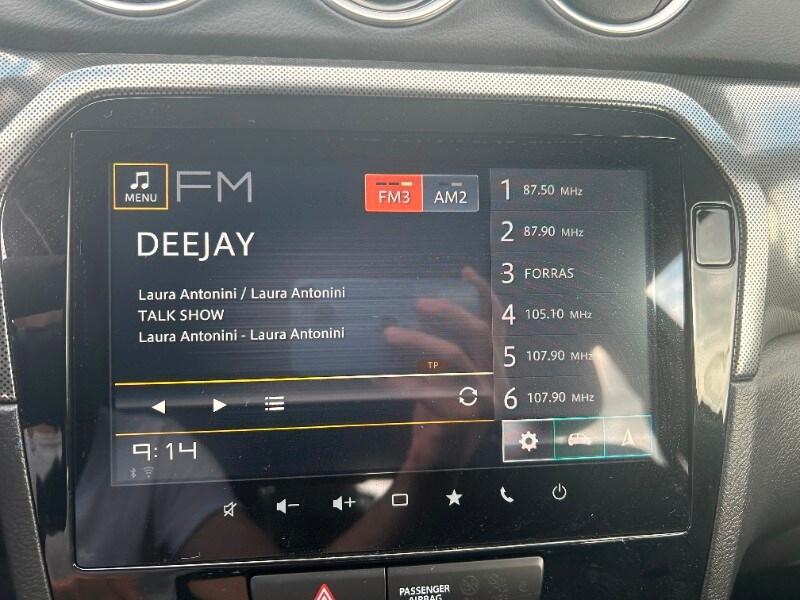 MENU
FM
FM3
AM2
DEEJAY
Laura Antonini / Laura Antonini
TALK SHOW
Laura Antonini - Laura Antonini
TP
9:14
1 87.50 MHz
2 87.90 MHz
3 FORRAS
4 105.10 MHz
5 107.90 MHz
6 107.90 MHz
PASSENGER
AIRBAG